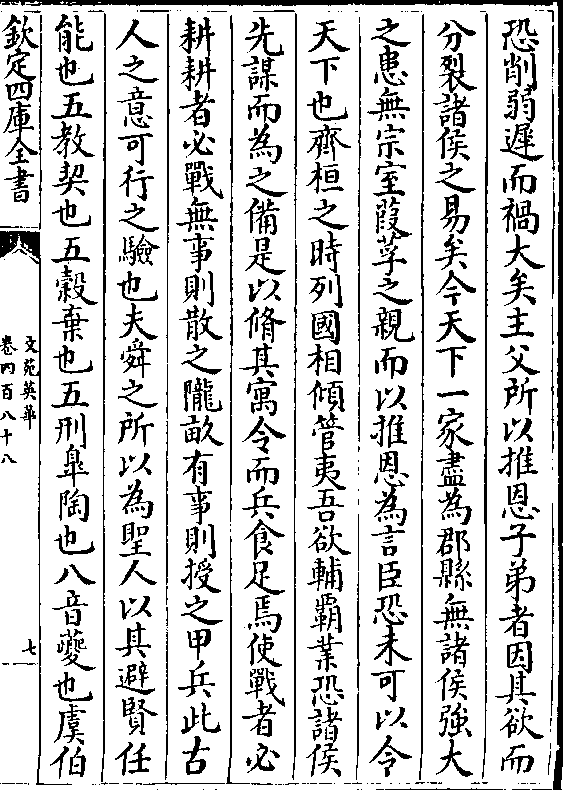 恐削弱遲而禍大矣主父所以推恩子弟者因其欲而
分裂諸侯之易矣今天下一家盡為郡縣無諸侯強大
之患無宗室葭莩之親而以推恩為言臣恐未可以令
天下也齊桓之時列國相傾管夷吾欲輔覇業恐諸侯
先謀而為之備是以脩其寓令而兵食足焉使戰者必
耕耕者必戰無事則散之隴畝有事則授之甲兵此古
人之意可行之驗也夫舜之所以為聖人以其避賢任
能也五教契也五穀棄也五刑臯陶也八音夔也虞伯
欽定四庫全書
文苑英華
卷四百八十八
七